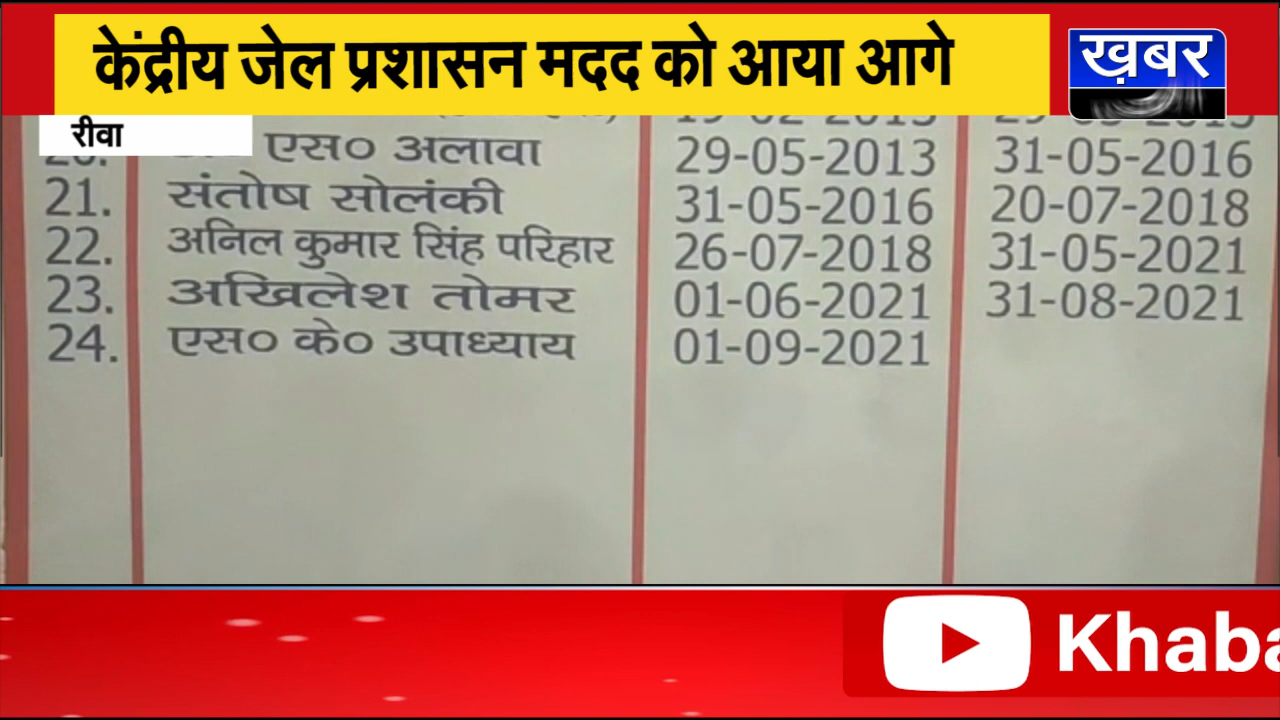 केंद्रीय जेल प्रशासन मदद को आया आगे
ख़बर
रीवा
एस० अलावा 29-05-2013 31-05-2016
21. संतोष सोलंकी 31-05-2016 20-07-2018
22. अनिल कुमार सिंह परिहार 26-07-2018 31-05-2021
23. अखिलेश तोमर 01-06-2021 31-08-2021
24. एस० के० उपाध्याय 01-09-2021
Khaba